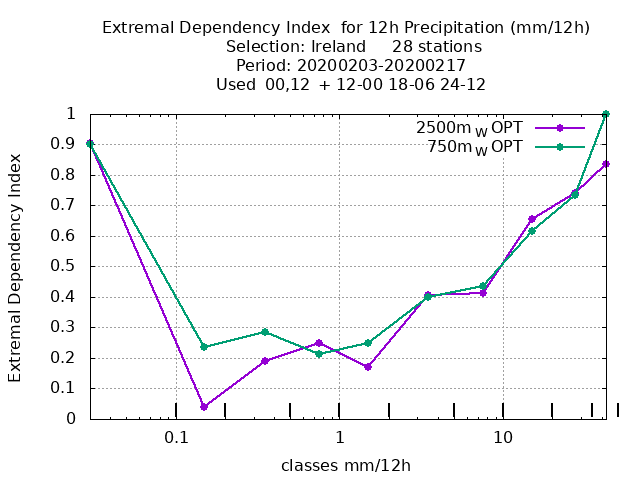 Extremal Dependency Index  for 12h Precipitation (mm/12h)
Selection: Ireland     28 stations
Period: 20200203-20200217
Used  00,12  + 12-00 18-06 24-12
2500m W OPT
750m W OPT
Extremal Dependency Index
1
0.9
0.8
0.7
0.6
0.5
0.4
0.3
0.2
0.1
0
0.1 1 10
classes mm/12h